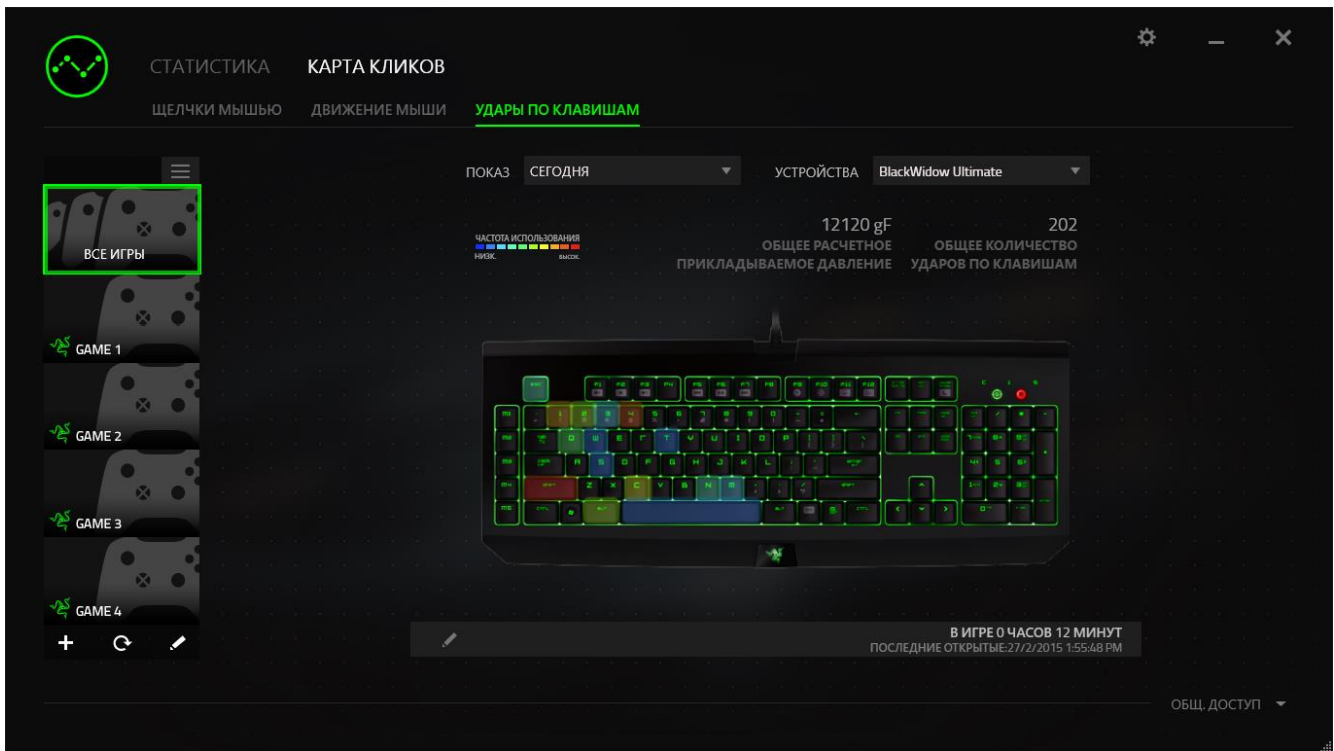 СТАТИСТИКА КАРТА КЛИКОВ
ЩЕЛЧКИ МЫШЬЮ ДВИЖЕНИЕ МЫШИ УДАРЫ ПО КЛАВИШАМ
ПОКАЗ СЕГОДНЯ УСТРОЙСТВА BlackWidow Ultimate
ВСЕ ИГРЫ
GAME 1
GAME 2
GAME 3
GAME 4
ЧАСТОТА ИСПОЛЬЗОВАНИЯ
НИЗК. ВЫСОК.
12120 gF
ОБЩЕЕ РАСЧЕТНОЕ
ПРИКЛАДЫВАЕМОЕ ДАВЛЕНИЕ
202
ОБЩЕЕ КОЛИЧЕСТВО
УДАРОВ ПО КЛАВИШАМ
В ИГРЕ 0 ЧАСОВ 12 МИНУТ
ПОСЛЕДНИЕ ОТКРЫТЫЕ:27/2/2015 1:55:48 PM
ОБЩ. ДОСТУП